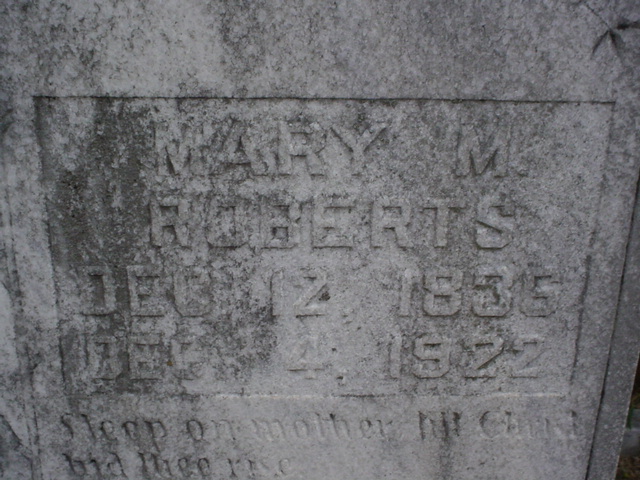 MARY M.
ROBERTS
DEC. 12, 1835
DEC. 4, 1922
Sleep on mother till Christ
bid thee rise